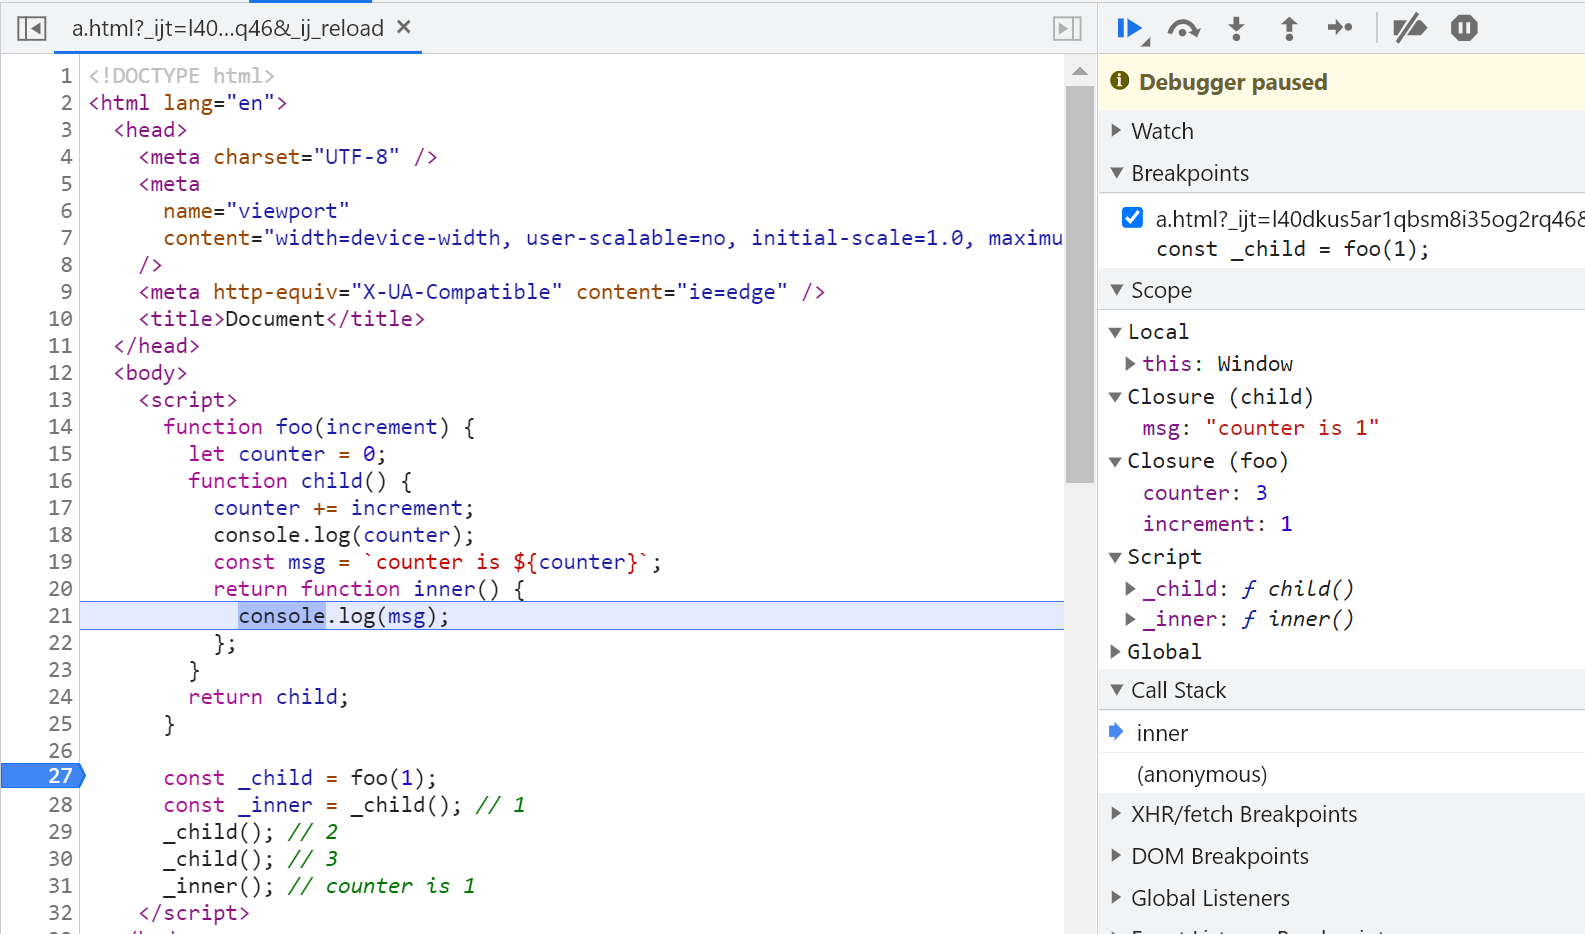 a.html?_ijt=l40...q46&_ij_reload ×
1 <!DOCTYPE html>
2 <html lang="en">
3 <head>
4 <meta charset="UTF-8" />
5 <meta
6 name="viewport"
7 content="width=device-width, user-scalable=no, initial-scale=1.0, maximu
8 />
9 <meta http-equiv="X-UA-Compatible" content="ie=edge" />
10 <title>Document</title>
11 </head>
12 <body>
13 <script>
14 function foo(increment) {
15 let counter = 0;
16 function child() {
17 counter += increment;
18 console.log(counter);
19 const msg = `counter is ${counter}`;
20 return function inner() {
21 console.log(msg);
22 };
23 }
24 return child;
25 }
26
27 const _child = foo(1);
28 const _inner = _child(); // 1
29 _child(); // 2
30 _child(); // 3
31 _inner(); // counter is 1
32 </script>
Debugger paused
Watch
Breakpoints
a.html?_ijt=l40dkus5ar1qbsm8i35og2rq46&
const _child = foo(1);
Scope
Local
this: Window
Closure (child)
msg: "counter is 1"
Closure (foo)
counter: 3
increment: 1
Script
_child: ƒ child()
_inner: ƒ inner()
Global
Call Stack
inner
(anonymous)
XHR/fetch Breakpoints
DOM Breakpoints
Global Listeners